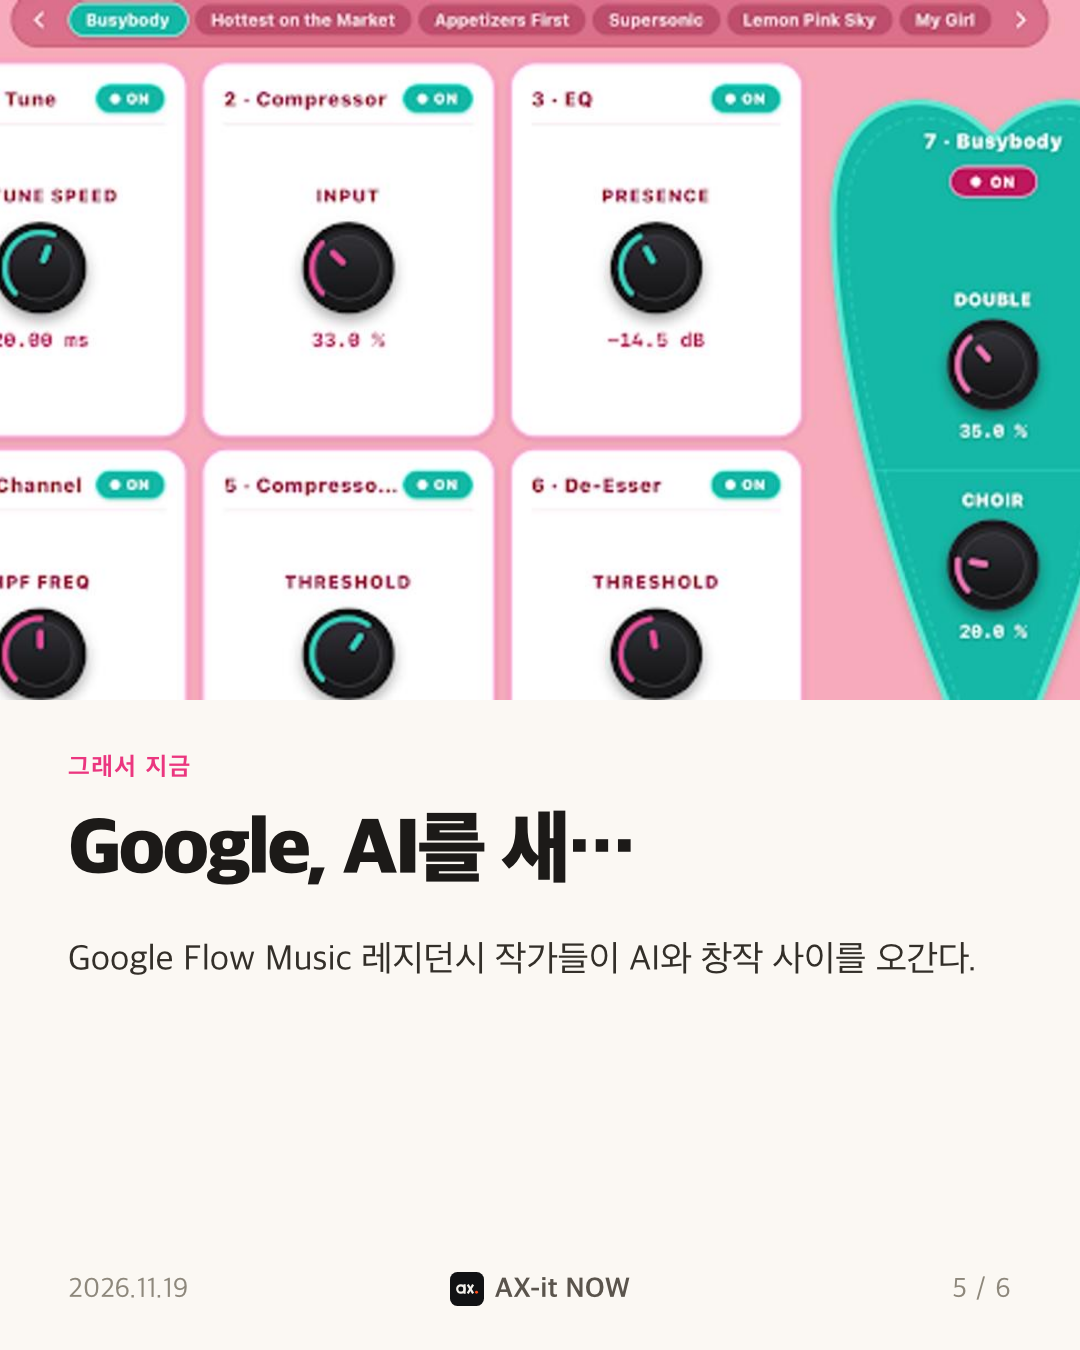 Busybody Hottest on the Market Appetizers First Supersonic Lemon Pink Sky My Girl
Tune ON
2 - Compressor ON
3 - EQ ON
7 - Busybody
ON
TUNE SPEED
INPUT
PRESENCE
20.00 ms
33.0 %
-14.5 dB
DOUBLE
35.0 %
Channel ON
5 - Compresso... ON
6 - De-Esser ON
CHOIR
20.0 %
THRESHOLD
THRESHOLD
그래서 지금
Google, AI를 새…
Google Flow Music 레지던시 작가들이 AI와 창작 사이를 오간다.
2026.11.19
ax. AX-it NOW
5 / 6